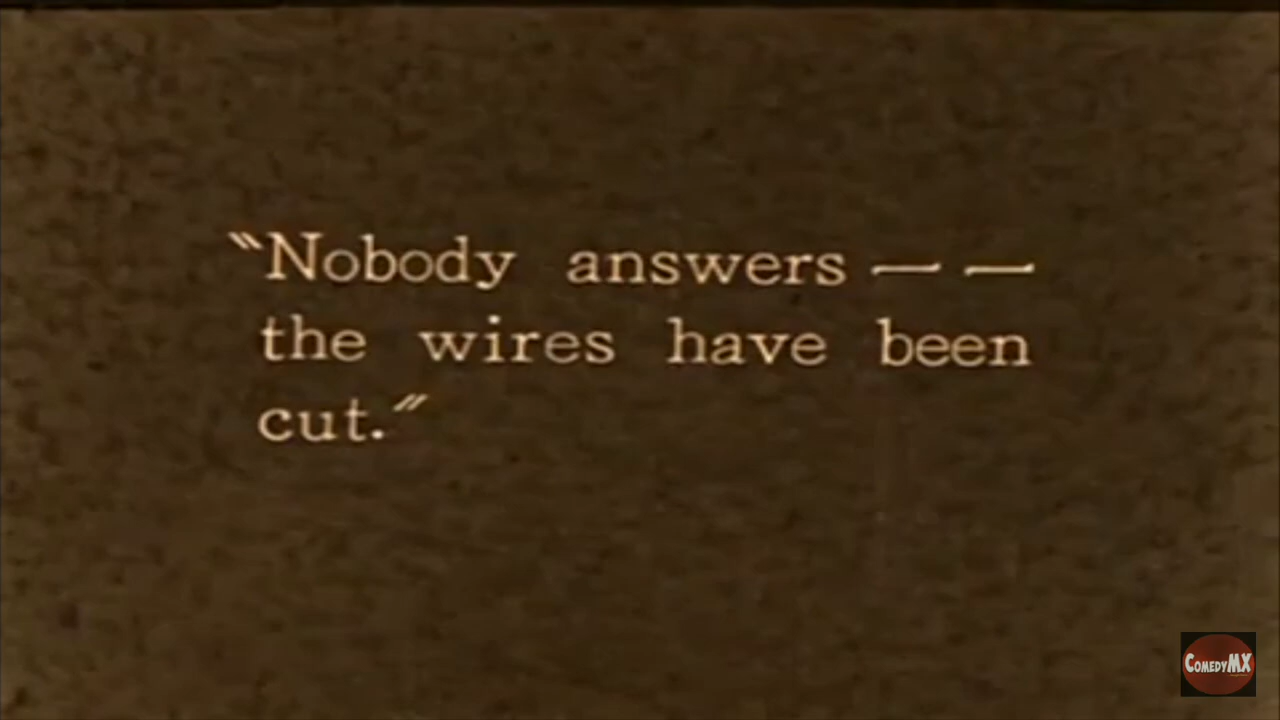 "Nobody answers — —
the wires have been
cut."
COMEDYMX